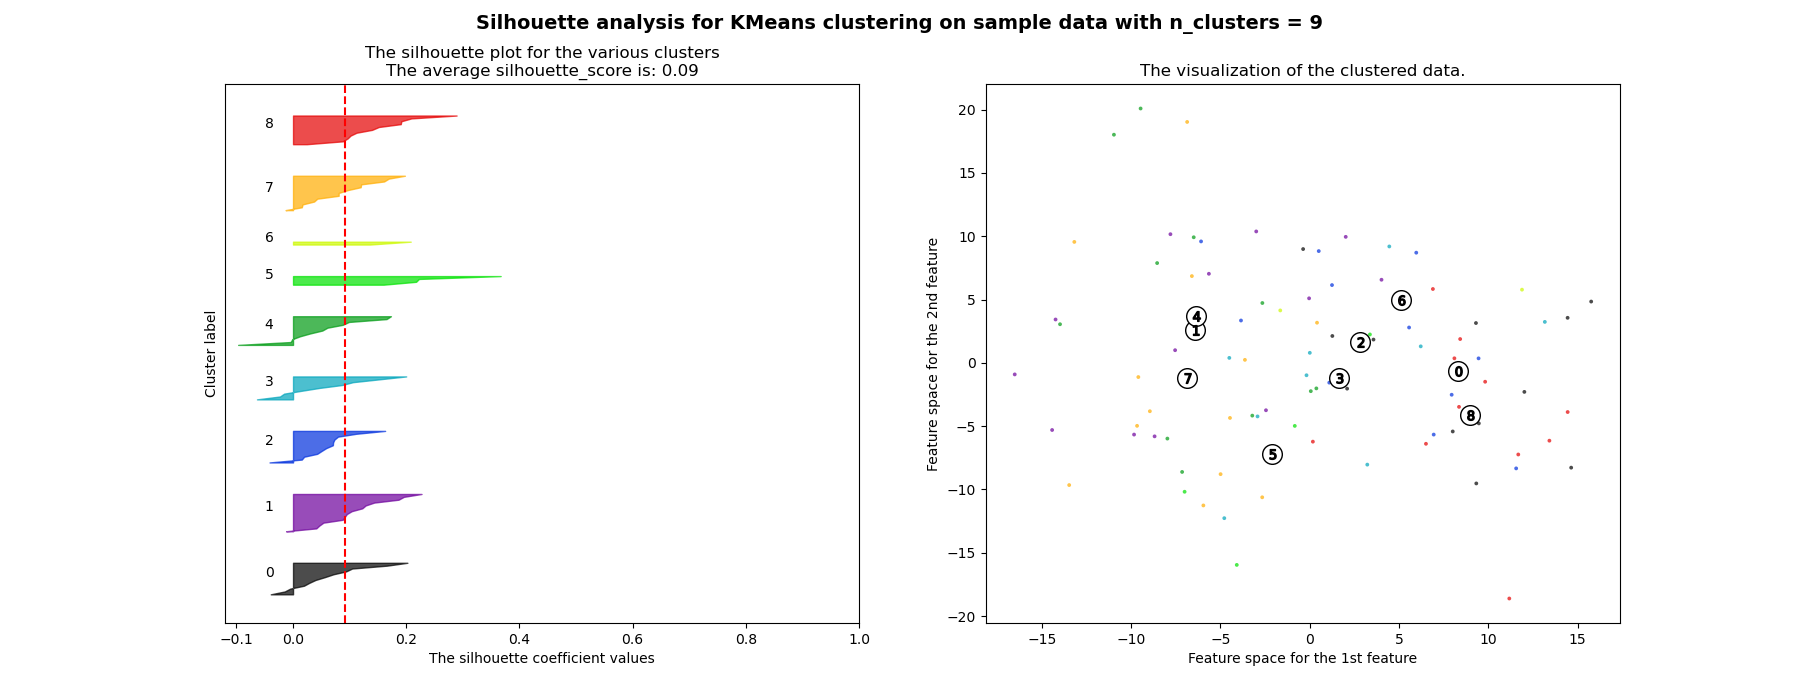 Silhouette analysis for KMeans clustering on sample data with n_clusters = 9
The silhouette plot for the various clusters
The average silhouette_score is: 0.09
8
7
6
5
4
3
2
1
0
Cluster label
−0.1 0.0 0.2 0.4 0.6 0.8 1.0
The silhouette coefficient values
The visualization of the clustered data.
20
15
10
5
0
−5
−10
−15
−20
Feature space for the 2nd feature
6
4
1
2
0
7
3
8
5
−15 −10 −5 0 5 10 15
Feature space for the 1st feature